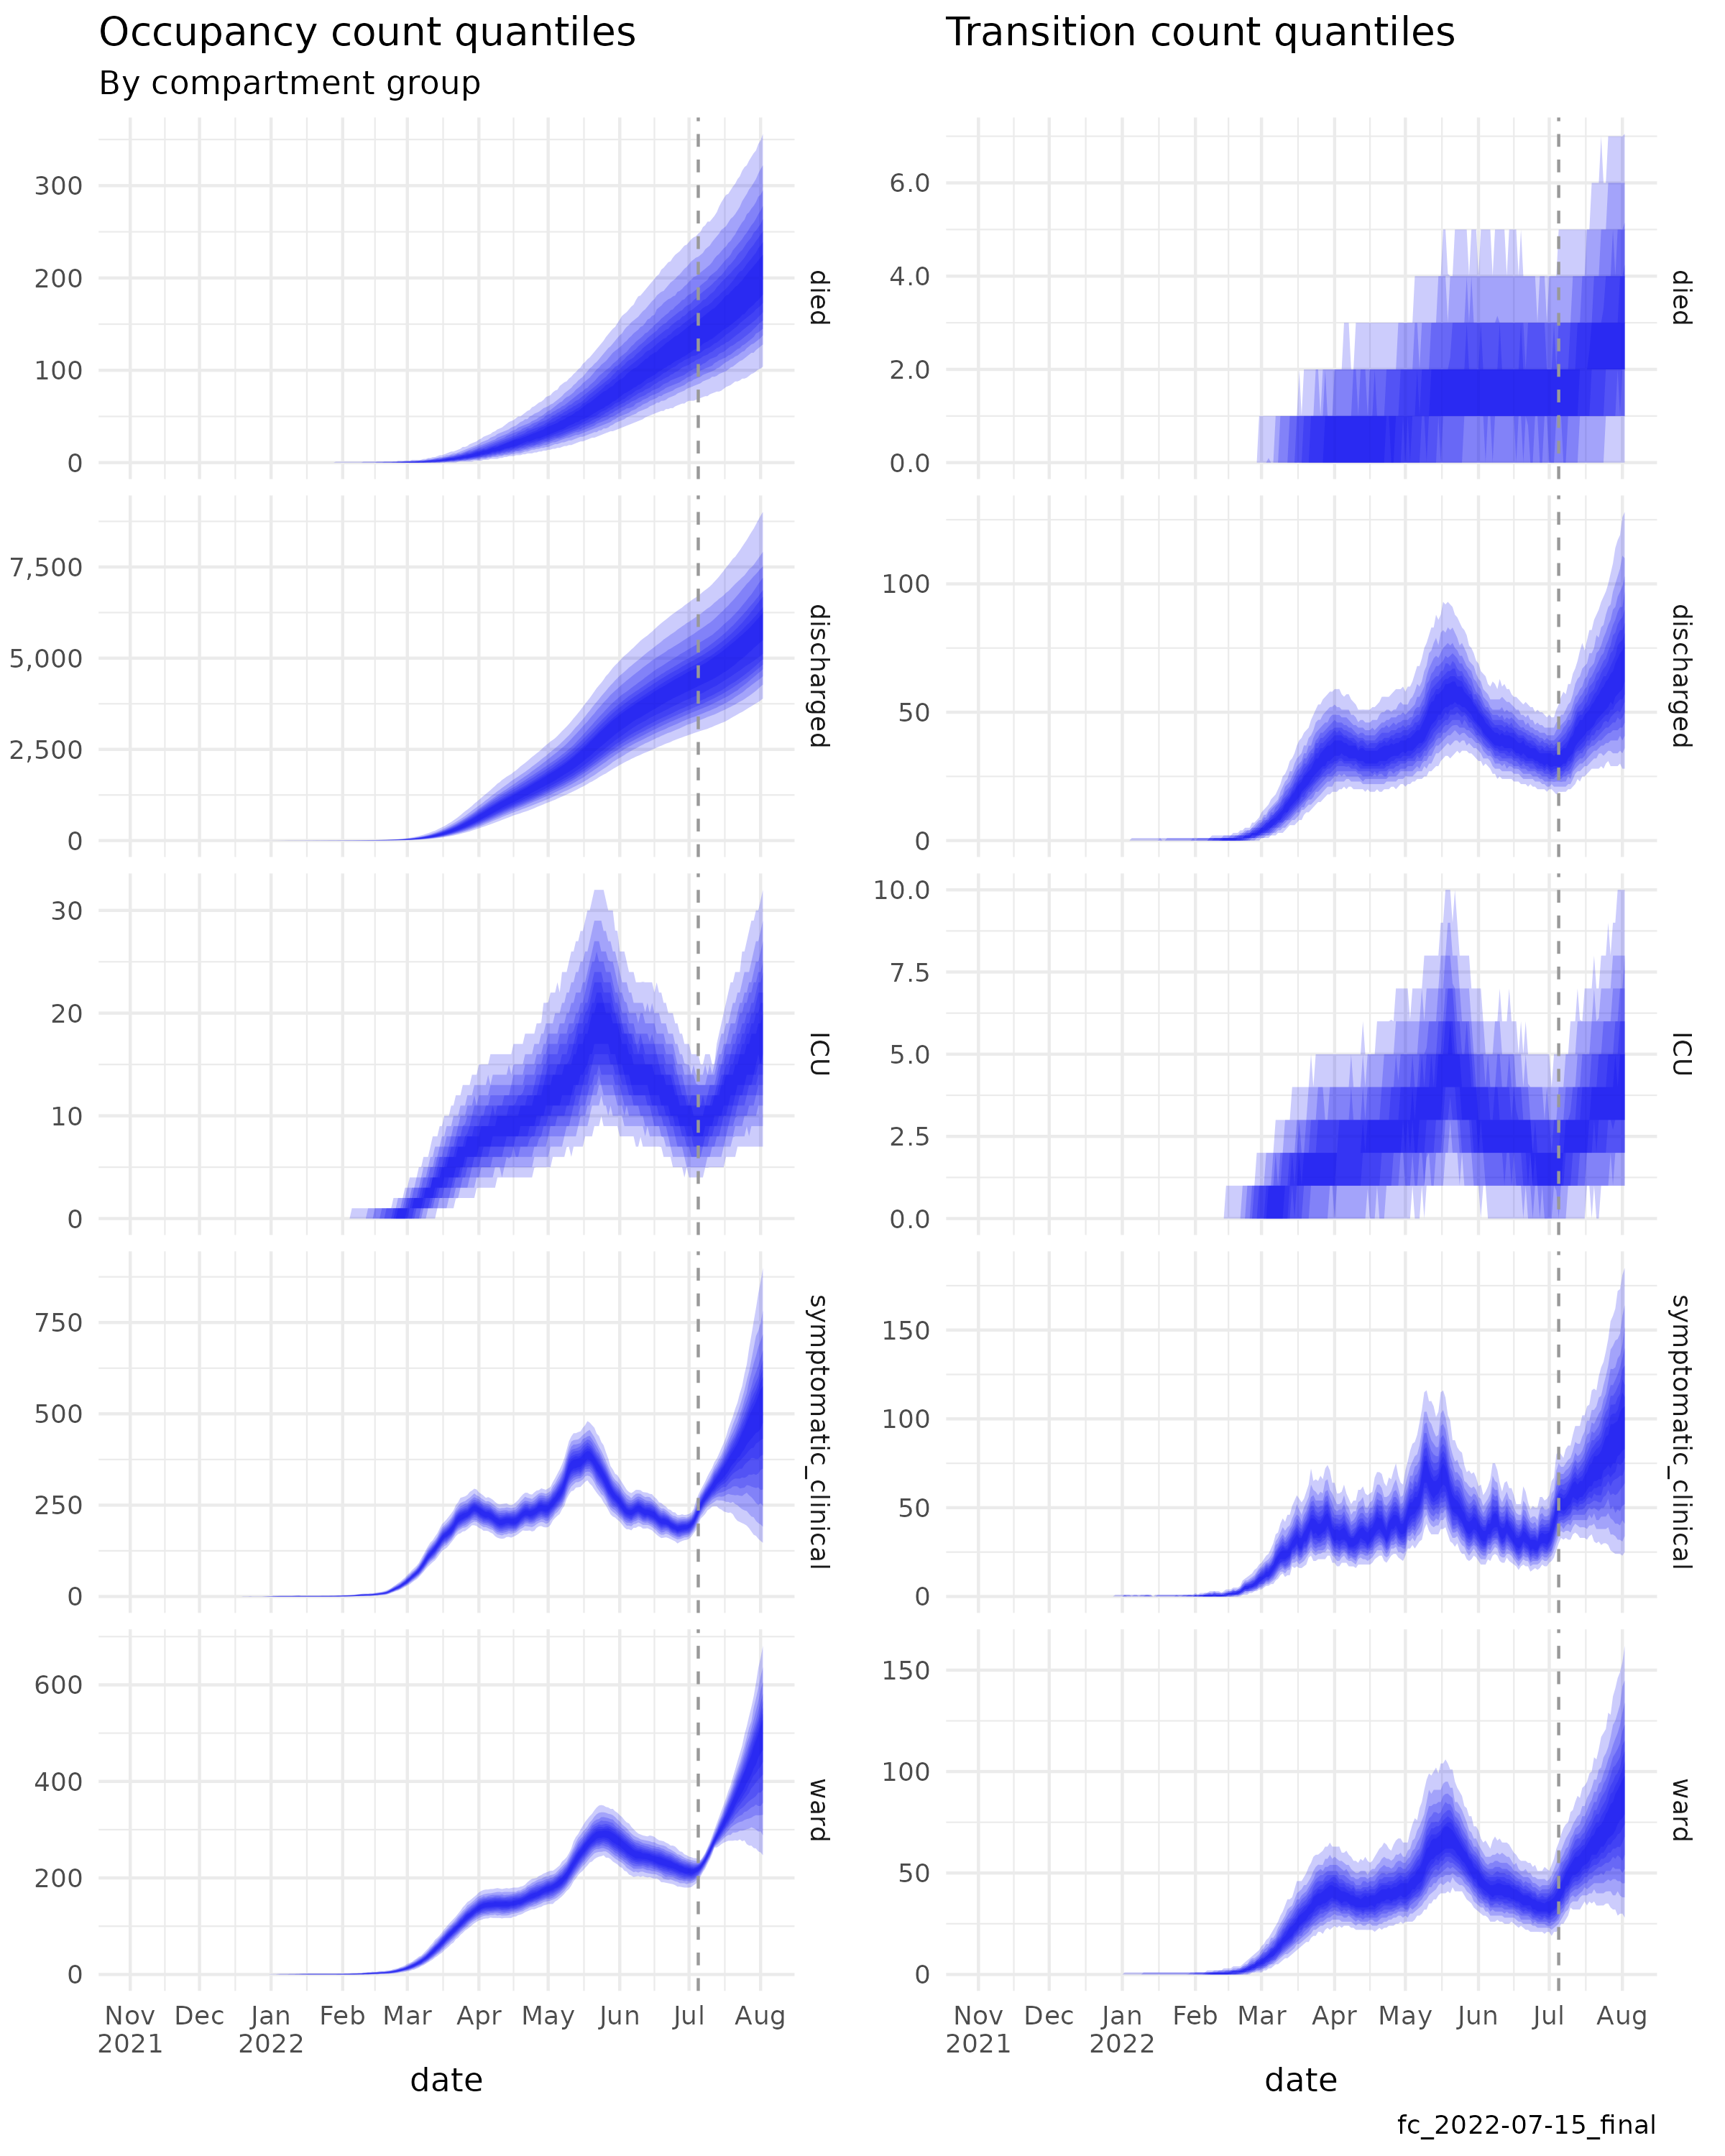 Occupancy count quantiles
By compartment group
300
200
100
0
died
7,500
5,000
2,500
0
discharged
30
20
10
0
ICU
750
500
250
0
symptomatic_clinical
600
400
200
0
ward
Nov Dec Jan Feb Mar Apr May Jun Jul Aug
2021 2022
date
Transition count quantiles
6.0
4.0
2.0
0.0
died
100
50
0
discharged
10.0
7.5
5.0
2.5
0.0
ICU
150
100
50
0
symptomatic_clinical
150
100
50
0
ward
Nov Dec Jan Feb Mar Apr May Jun Jul Aug
2021 2022
date
fc_2022-07-15_final